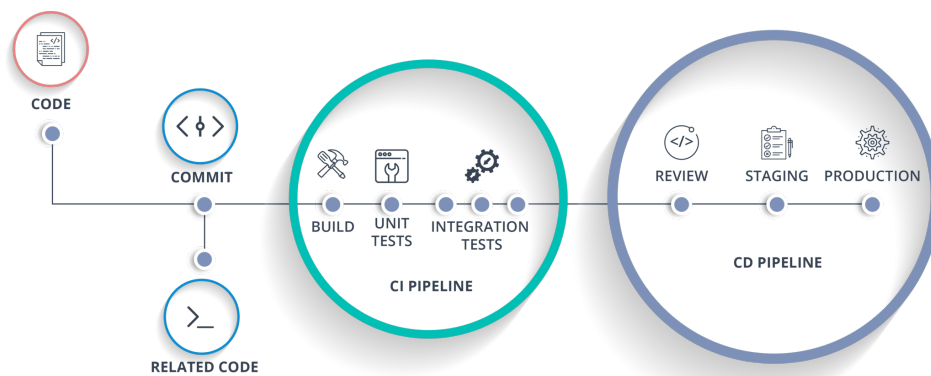 CODE
COMMIT
RELATED CODE
BUILD
UNIT
TESTS
INTEGRATION
TESTS
CI PIPELINE
REVIEW
STAGING
PRODUCTION
CD PIPELINE